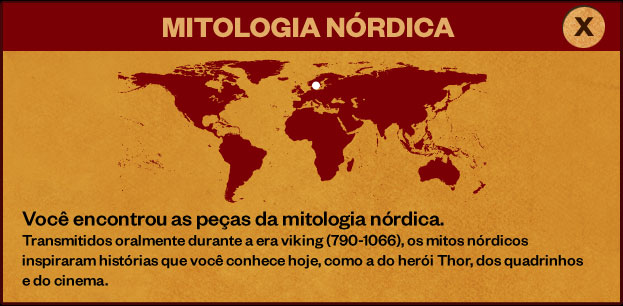 MITOLOGIA NÓRDICA
X
Você encontrou as peças da mitologia nórdica.
Transmitidos oralmente durante a era viking (790-1066), os mitos nórdicos
inspiraram histórias que você conhece hoje, como a do herói Thor, dos quadrinhos
e do cinema.